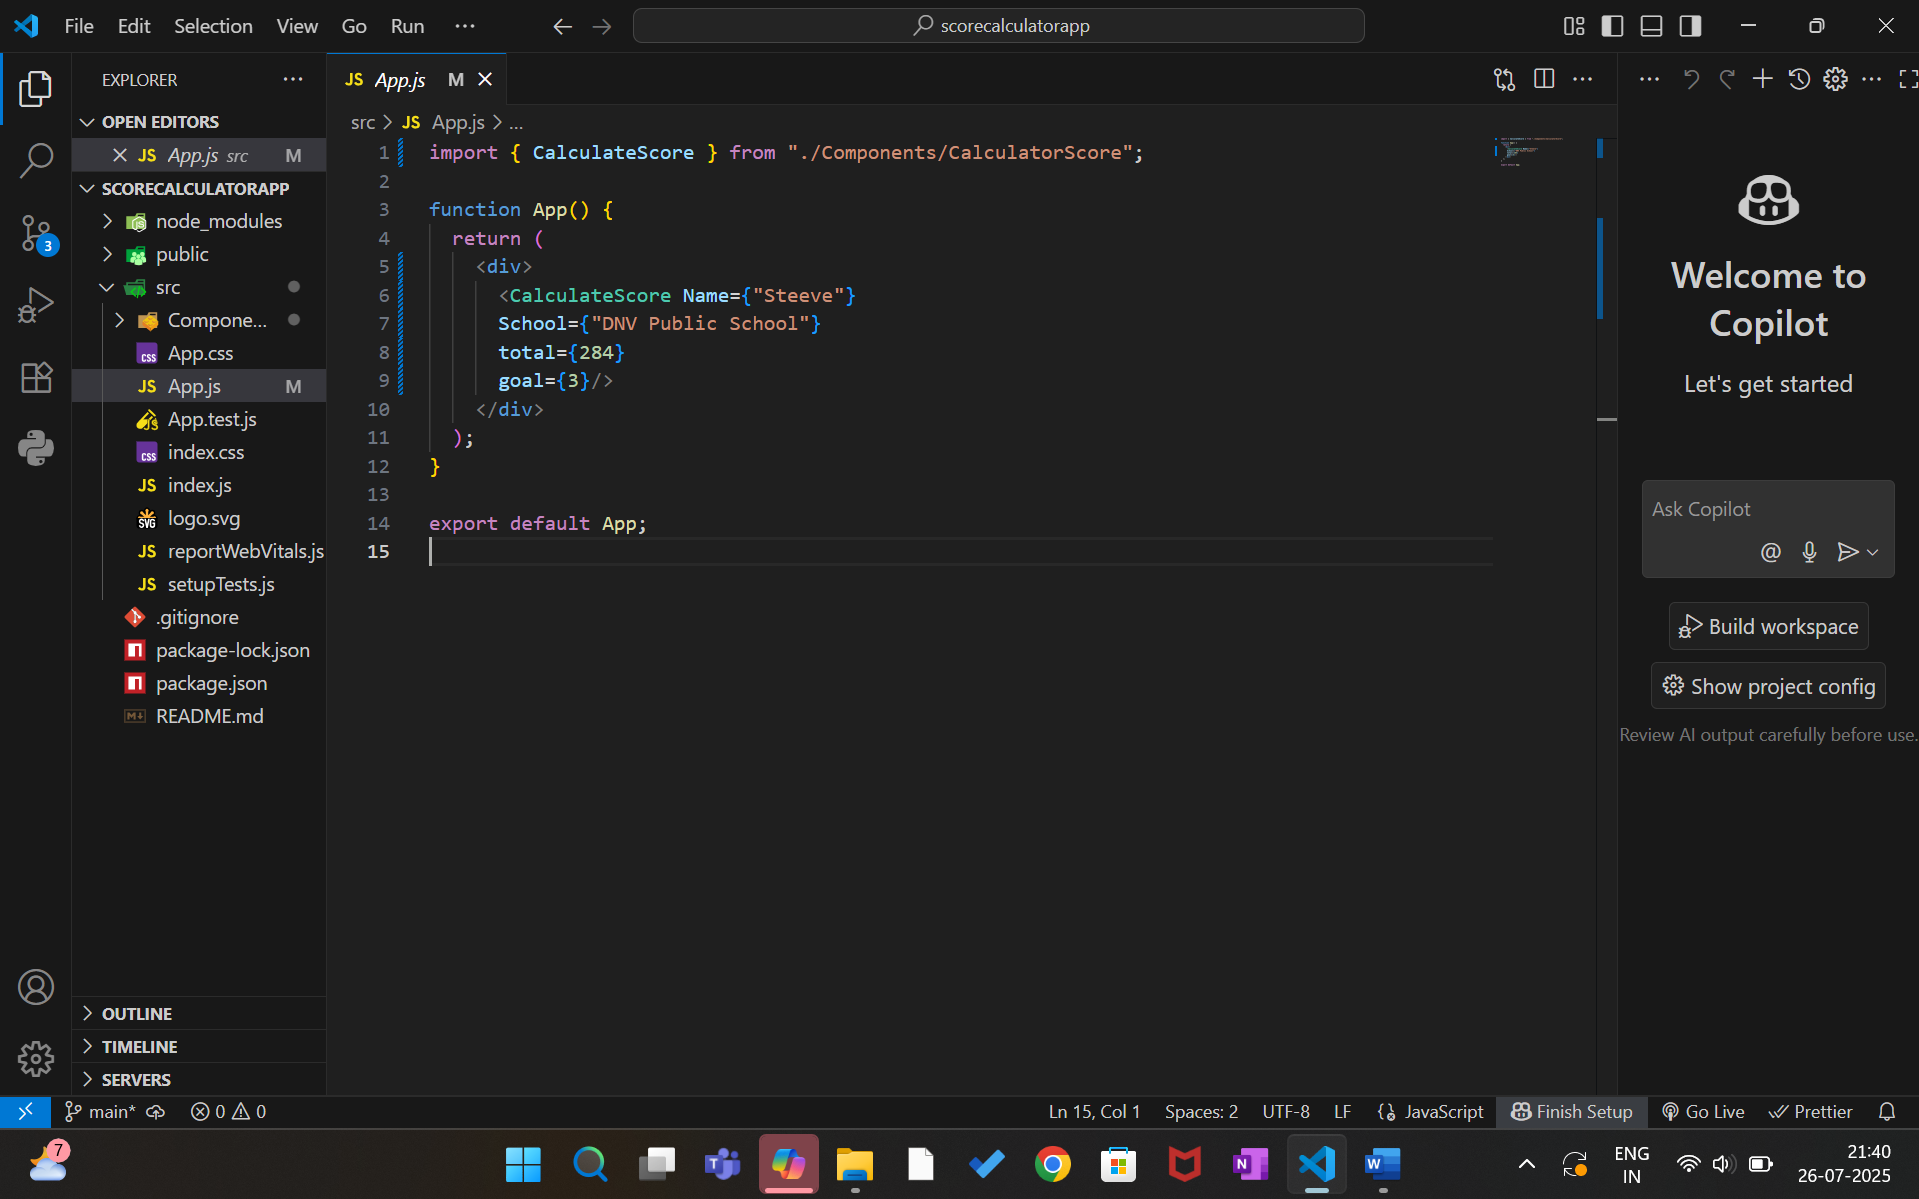 File Edit Selection View Go Run ···
scorecalculatorapp
EXPLORER
OPEN EDITORS
JS App.js src M
SCORECALCULATORAPP
node_modules
public
src
Compone...
App.css
JS App.js M
App.test.js
index.css
JS index.js
logo.svg
JS reportWebVitals.js
JS setupTests.js
.gitignore
package-lock.json
package.json
README.md
OUTLINE
TIMELINE
SERVERS
3
JS App.js M
src > JS App.js > ...
1 import { CalculateScore } from "./Components/CalculatorScore";
2
3 function App() {
4 return (
5 <div>
6 <CalculateScore Name={"Steeve"}
7 School={"DNV Public School"}
8 total={284}
9 goal={3}/>
10 </div>
11 );
12 }
13
14 export default App;
15
Welcome to
Copilot
Let's get started
Ask Copilot
Build workspace
Show project config
Review AI output carefully before use.
main* 0 0
Ln 15, Col 1 Spaces: 2 UTF-8 LF JavaScript Finish Setup Go Live Prettier
7
ENG
IN
21:40
26-07-2025